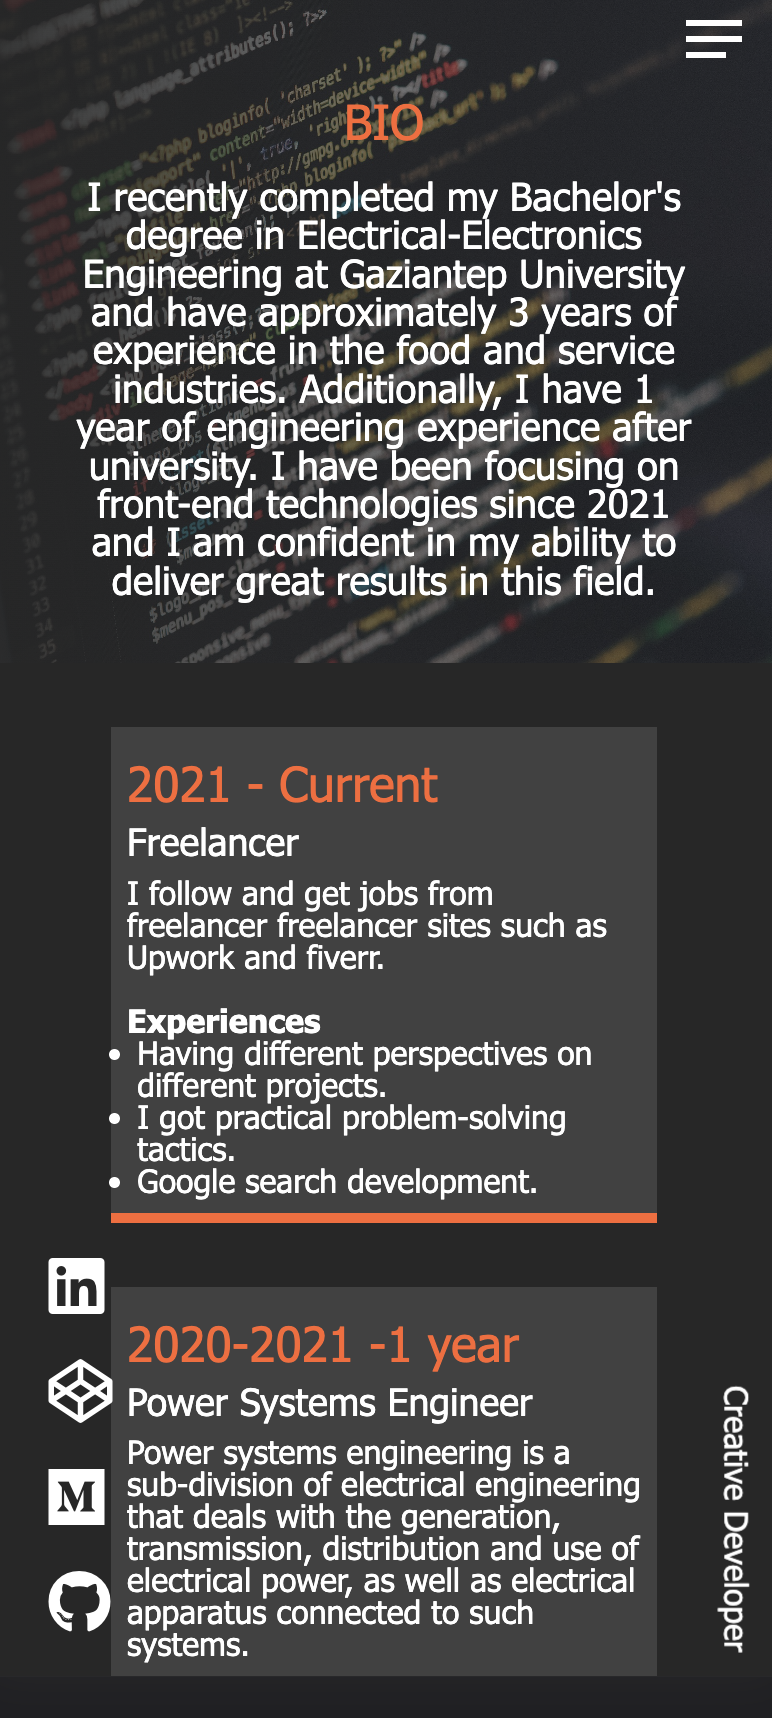 language_attributes(); ?>>
BIO
I recently completed my Bachelor's
degree in Electrical-Electronics
Engineering at Gaziantep University
and have approximately 3 years of
experience in the food and service
industries. Additionally, I have 1
year of engineering experience after
university. I have been focusing on
front-end technologies since 2021
and I am confident in my ability to
deliver great results in this field.
2021 - Current
Freelancer
I follow and get jobs from
freelancer freelancer sites such as
Upwork and fiverr.
Experiences
• Having different perspectives on
different projects.
• I got practical problem-solving
tactics.
• Google search development.
in
2020-2021 -1 year
Power Systems Engineer
Power systems engineering is a
sub-division of electrical engineering
that deals with the generation,
transmission, distribution and use of
electrical power, as well as electrical
apparatus connected to such
systems.
M
Creative Developer